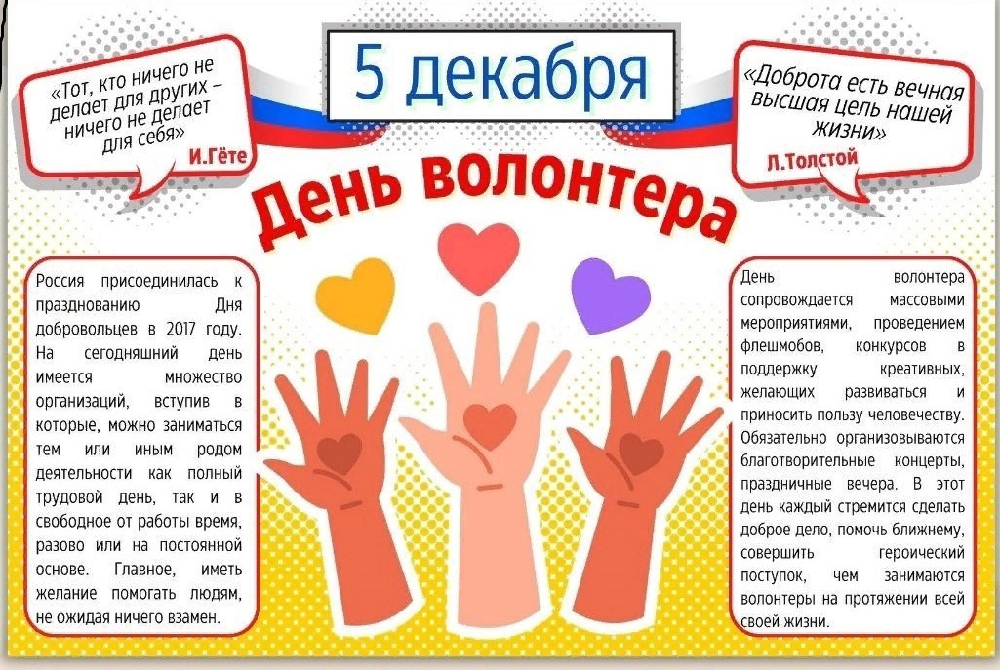 «Тот, кто ничего не
делает для других –
ничего не делает
для себя»
И.Гёте
5 декабря
«Доброта есть вечная
высшая цель нашей
жизни»
Л.Толстой
День волонтера
Россия присоединилась к
празднованию Дня
добровольцев в 2017 году.
На сегодняшний день
имеется множество
организаций, вступив в
которые, можно заниматься
тем или иным родом
деятельности как полный
трудовой день, так и в
свободное от работы время,
разово или на постоянной
основе. Главное, иметь
желание помогать людям,
не ожидая ничего взамен.
День волонтера
сопровождается массовыми
мероприятиями, проведением
флешмобов, конкурсов в
поддержку креативных,
желающих развиваться и
приносить пользу человечеству.
Обязательно организовываются
благотворительные концерты,
праздничные вечера. В этот
день каждый стремится сделать
доброе дело, помочь ближнему,
совершить героический
поступок, чем занимаются
волонтеры на протяжении всей
своей жизни.